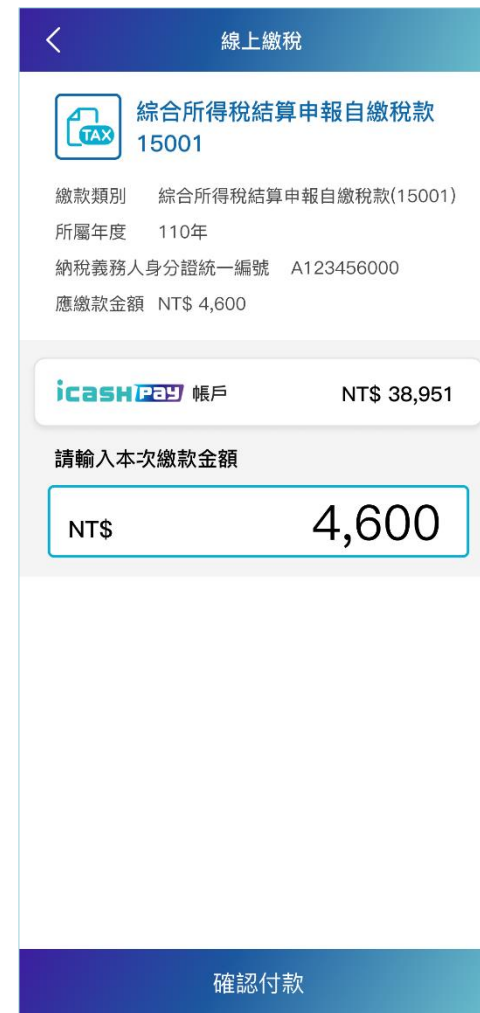 線上繳稅
TAX
綜合所得稅結算申報自繳稅款
15001
繳款類別 綜合所得稅結算申報自繳稅款(15001)
所屬年度 110年
納稅義務人身分證統一編號 A123456000
應繳款金額 NT$ 4,600
icash Pay 帳戶 NT$ 38,951
請輸入本次繳款金額
NT$ 4,600
確認付款